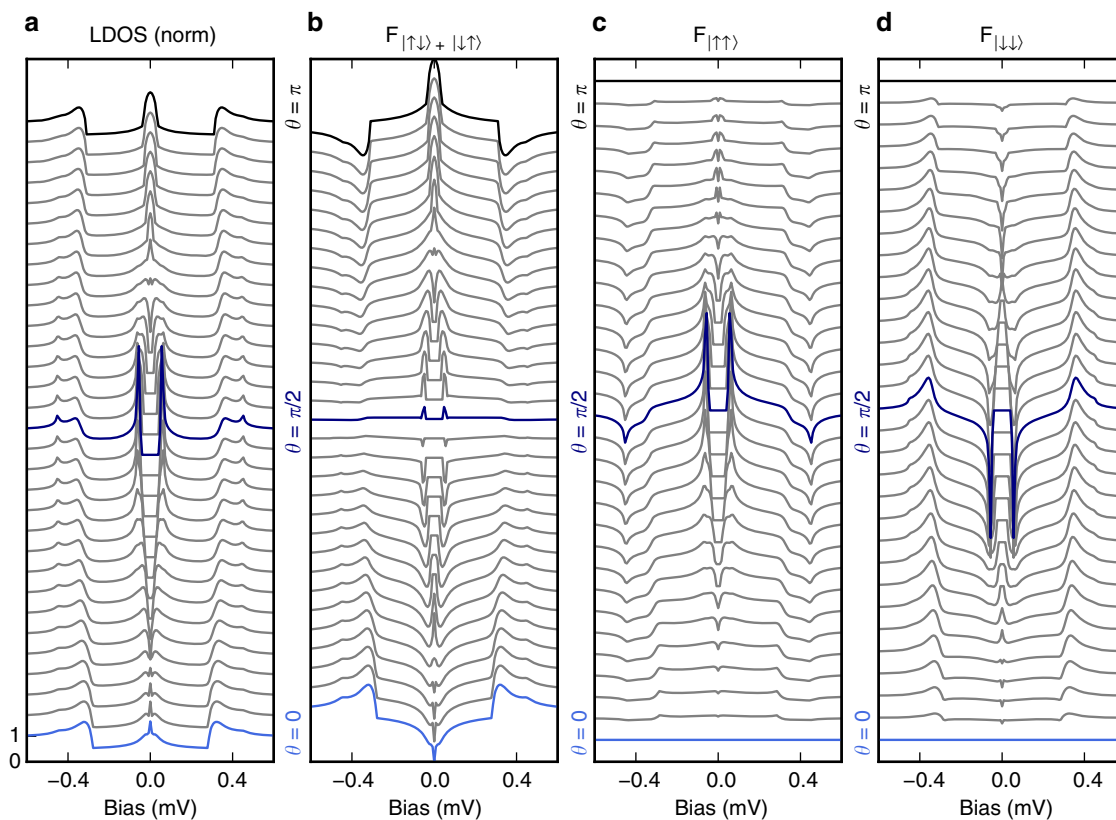 a
LDOS (norm)
b
F|↑↓⟩ + |↓↑⟩
c
F|↑↑⟩
d
F|↓↓⟩
θ = π
θ = π
θ = π
θ = π/2
θ = π/2
θ = π/2
θ = 0
θ = 0
θ = 0
1
0
−0.4 0.0 0.4
−0.4 0.0 0.4
−0.4 0.0 0.4
−0.4 0.0 0.4
Bias (mV)
Bias (mV)
Bias (mV)
Bias (mV)